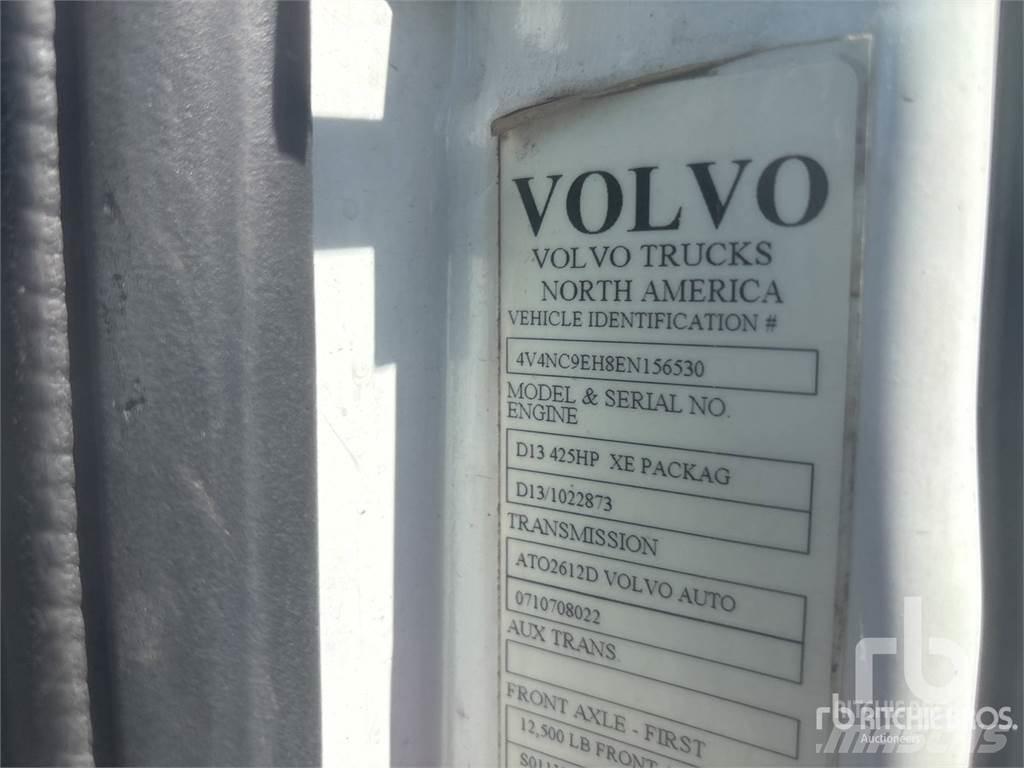 VOLVO
VOLVO TRUCKS
NORTH AMERICA
VEHICLE IDENTIFICATION #
4V4NC9EH8EN156530
MODEL & SERIAL NO.
ENGINE
D13 425HP XE PACKAG
D13/1022873
TRANSMISSION
ATO2612D VOLVO AUTO
0710708022
AUX TRANS.
FRONT AXLE - FIRST
12,500 LB FRONT
rb
rb RITCHIE BROS.
Auctioneers